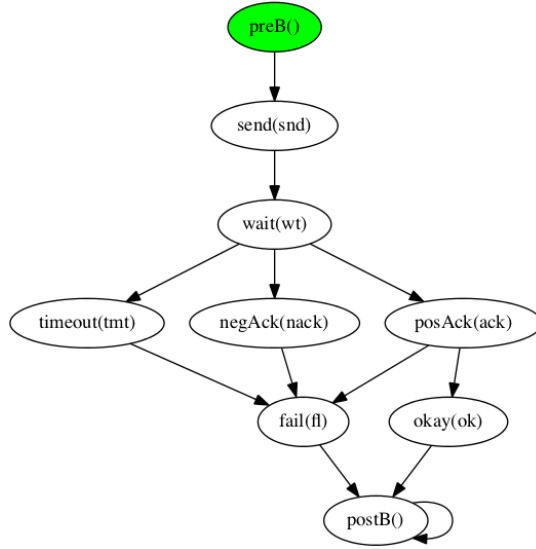 preB()
send(snd)
wait(wt)
timeout(tmt)
negAck(nack)
posAck(ack)
fail(fl)
okay(ok)
postB()